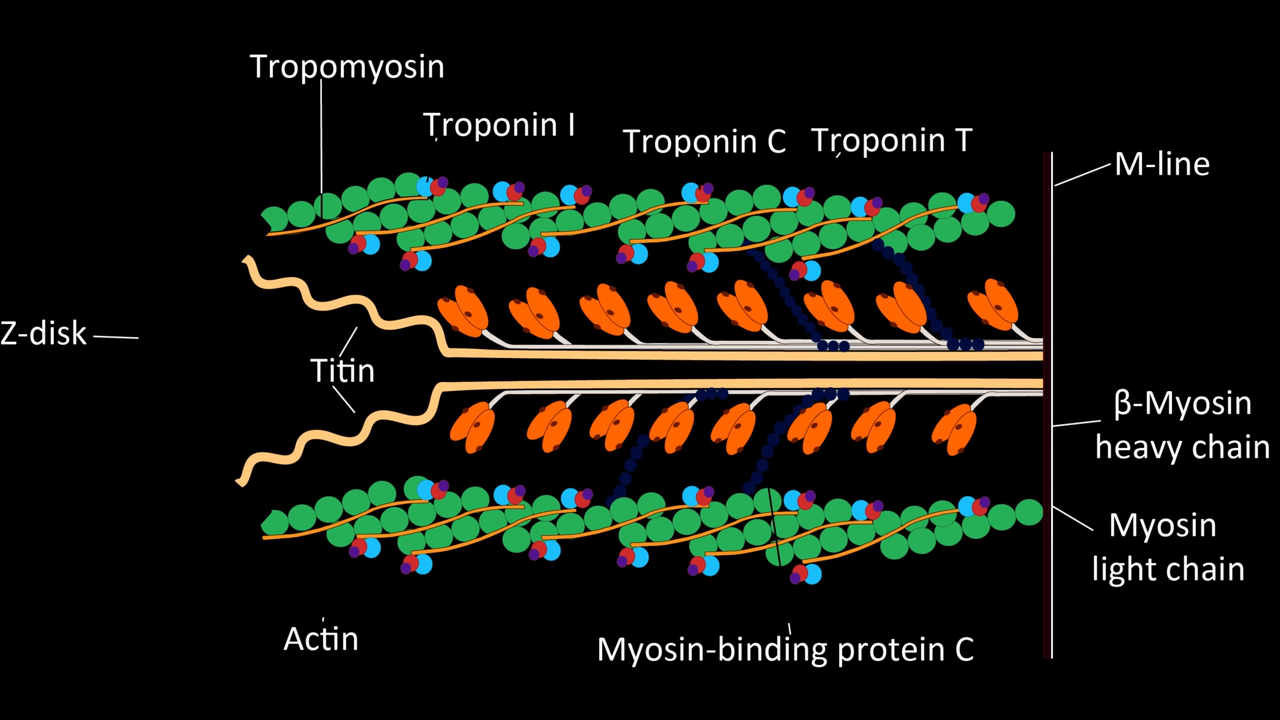 Tropomyosin
Troponin I
Troponin C
Troponin T
M-line
Z-disk
Titin
β-Myosin
heavy chain
Myosin
light chain
Actin
Myosin-binding protein C